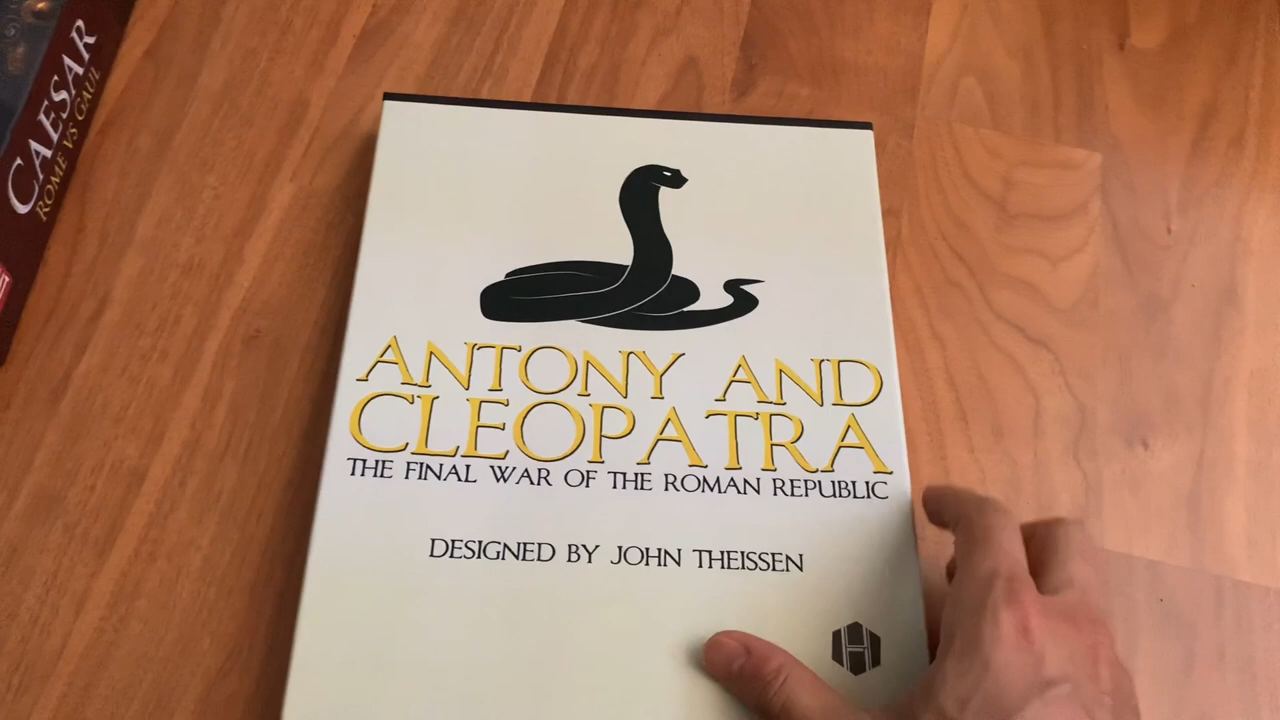 CAESAR
ROME VS GAUL
ANTONY AND
CLEOPATRA
THE FINAL WAR OF THE ROMAN REPUBLIC
DESIGNED BY JOHN THEISSEN
H